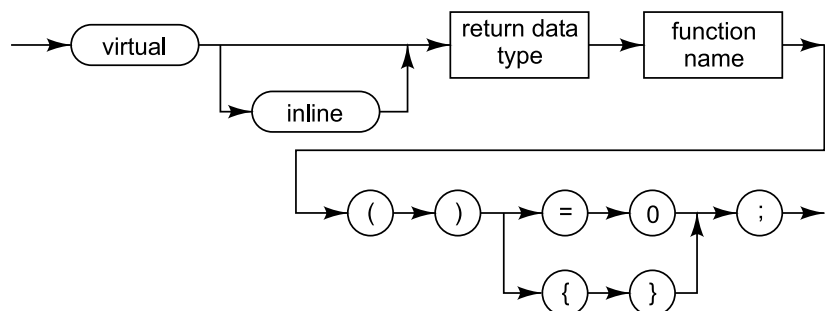 virtual
return data
type
function
name
inline
( ) = 0 ;
{ }